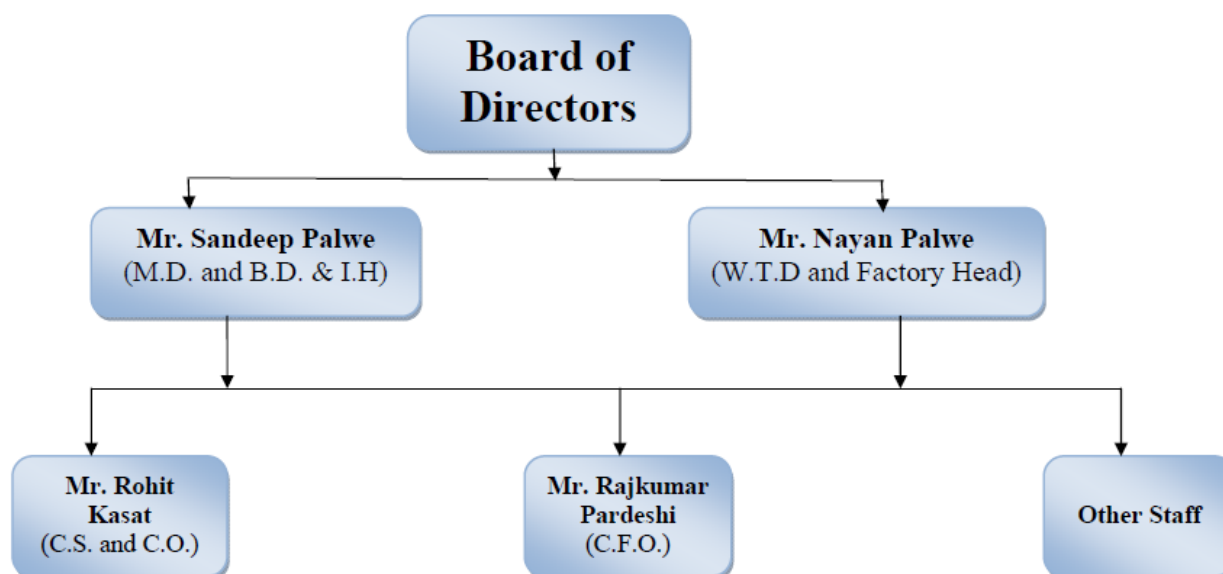 Board of
Directors
Mr. Sandeep Palwe
(M.D. and B.D. & I.H)
Mr. Nayan Palwe
(W.T.D and Factory Head)
Mr. Rohit
Kasat
(C.S. and C.O.)
Mr. Rajkumar
Pardeshi
(C.F.O.)
Other Staff